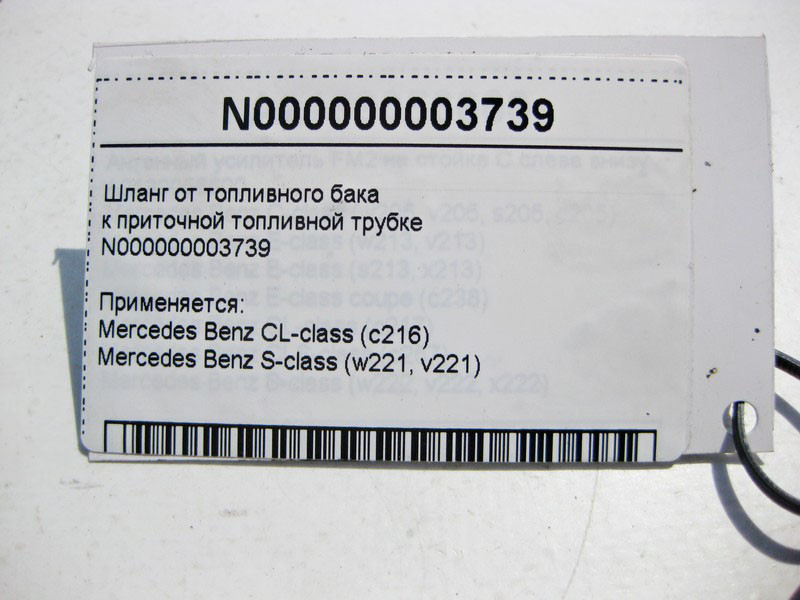 N000000003739
Шланг от топливного бака
к приточной топливной трубке
N000000003739
Применяется:
Mercedes Benz CL-class (c216)
Mercedes Benz S-class (w221, v221)